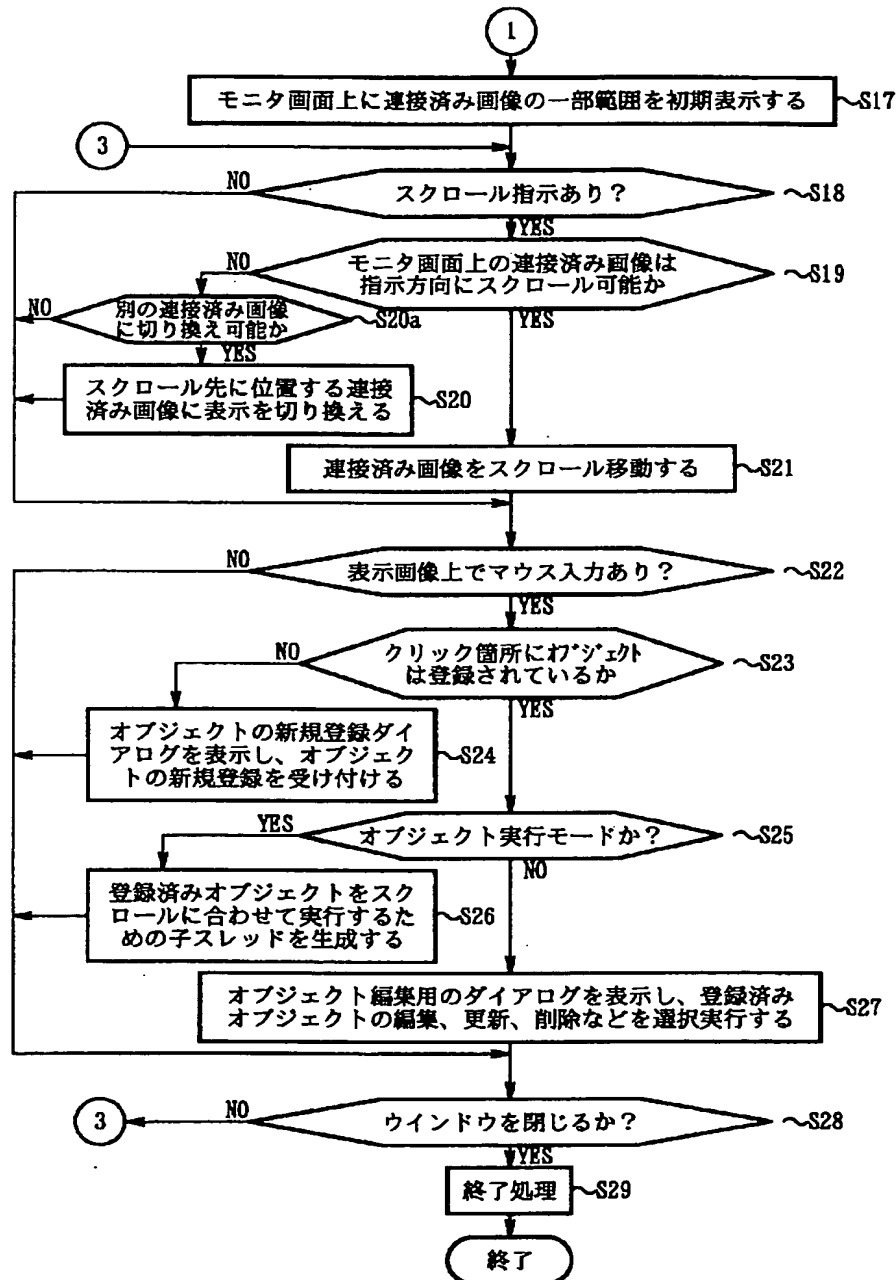 1
モニタ画面上に連接済み画像の一部範囲を初期表示する
S17
3
NO
スクロール指示あり?
S18
YES
NO
モニタ画面上の連接済み画像は
指示方向にスクロール可能か
S19
NO
別の連接済み画像
に切り換え可能か
S20a
YES
YES
スクロール先に位置する連接
済み画像に表示を切り換える
S20
連接済み画像をスクロール移動する
S21
NO
表示画像上でマウス入力あり?
S22
YES
NO
クリック箇所にオブジェクト
は登録されているか
S23
YES
オブジェクトの新規登録ダイ
アログを表示し、オブジェク
トの新規登録を受け付ける
S24
YES
オブジェクト実行モードか?
S25
NO
登録済みオブジェクトをスク
ロールに合わせて実行するた
めの子スレッドを生成する
S26
オブジェクト編集用のダイアログを表示し、登録済み
オブジェクトの編集、更新、削除などを選択実行する
S27
3
NO
ウインドウを閉じるか?
S28
YES
終了処理
S29
終了